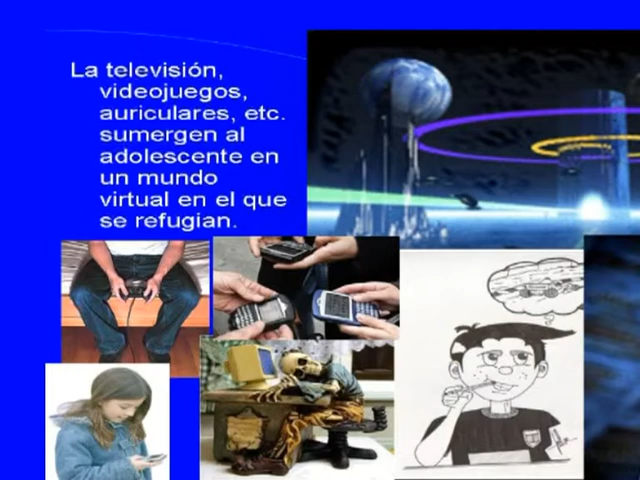 La televisión,
videojuegos,
auriculares, etc.
sumergen al
adolescente en
un mundo
virtual en el que
se refugian.